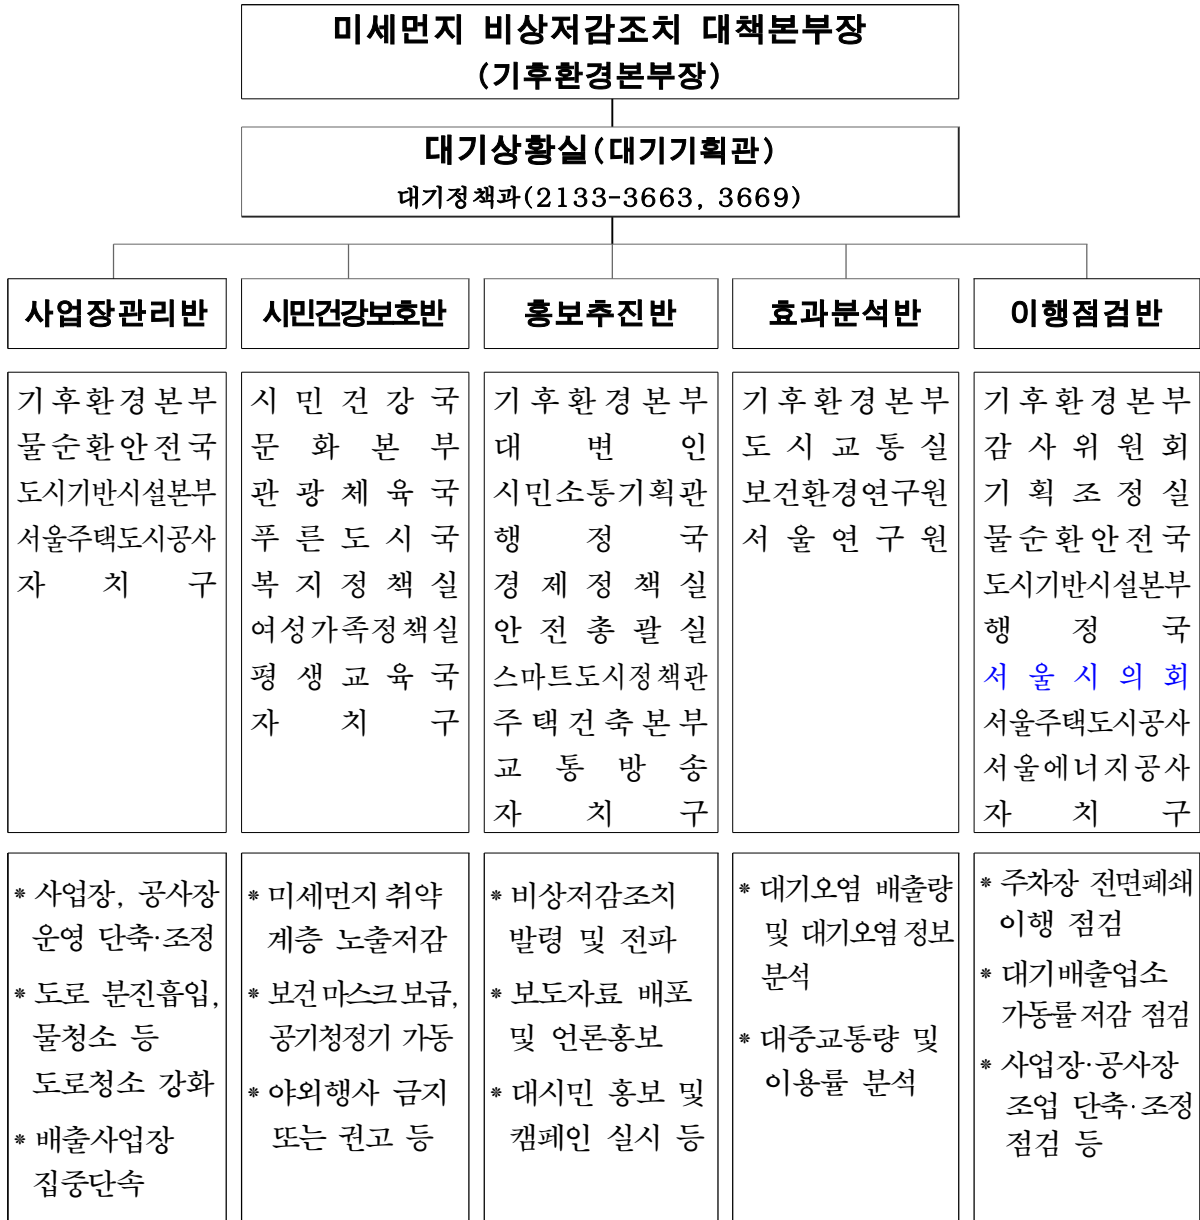 미세먼지 비상저감조치 대책본부장
(기후환경본부장)
대기상황실(대기기획관)
대기정책과(2133-3663, 3669)
사업장관리반
시민건강보호반
홍보추진반
효과분석반
이행점검반
기후환경본부
물순환안전국
도시기반시설본부
서울주택도시공사
자 치 구
시 민 건 강 국
문 화 본 부
관 광 체 육 국
푸 른 도 시 국
복 지 정 책 실
여성가족정책실
평 생 교 육 국
자 치 구
기 후 환 경 본 부
대 변 인
시민소통기획관
행 정 국
경 제 정 책 실
안 전 총 괄 실
스마트도시정책관
주 택 건 축 본 부
교 통 방 송
자 치 구
기 후 환 경 본 부
도 시 교 통 실
보건환경연구원
서 울 연 구 원
기 후 환 경 본 부
감 사 위 원 회
기 획 조 정 실
물 순 환 안 전 국
도시기반시설본부
행 정 국
서 울 시 의 회
서울주택도시공사
서울에너지공사
자 치 구
* 사업장, 공사장
운영 단축·조정
* 도로 분진흡입,
물청소 등
도로청소 강화
* 배출사업장
집중단속
* 미세먼지 취약
계층 노출저감
* 보건마스크 보급,
공기청정기 가동
* 야외행사 금지
또는 권고 등
* 비상저감조치
발령 및 전파
* 보도자료 배포
및 언론홍보
* 대시민 홍보 및
캠페인 실시 등
* 대기오염 배출량
및 대기오염 정보
분석
* 대중교통량 및
이용률 분석
* 주차장 전면폐쇄
이행 점검
* 대기배출업소
가동률 저감 점검
* 사업장·공사장
조업 단축·조정
점검 등